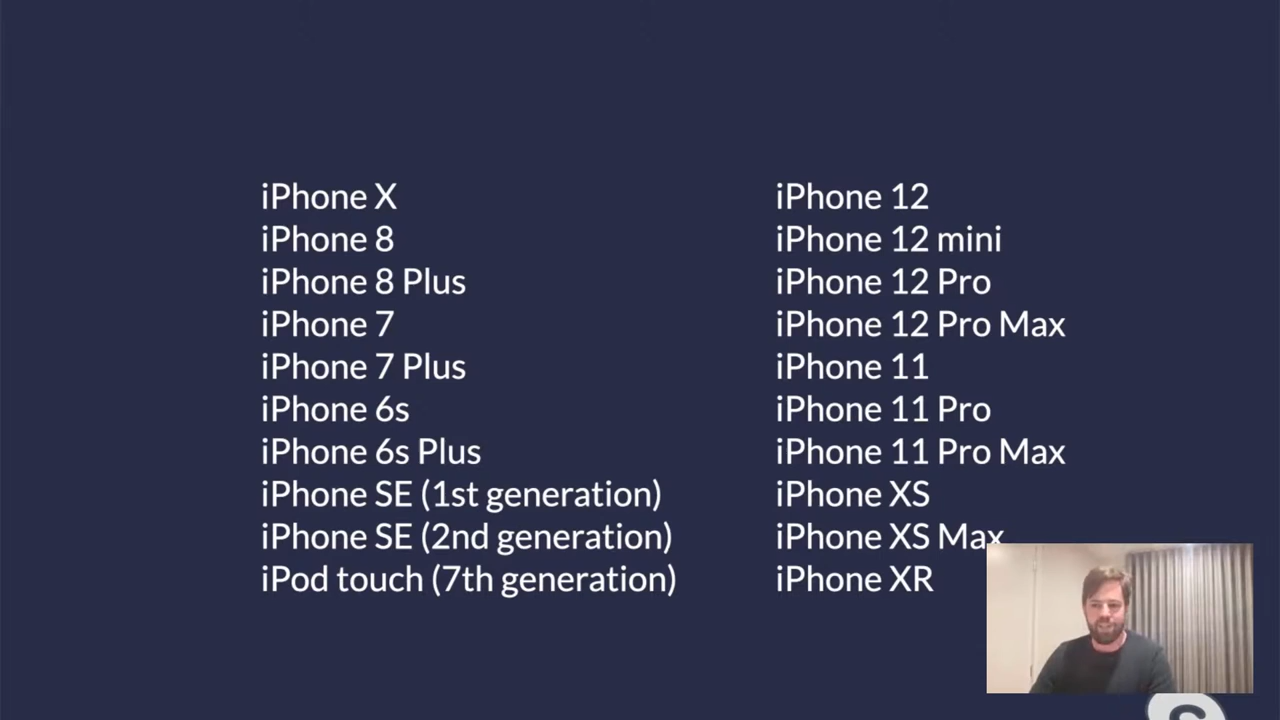 iPhone X
iPhone 8
iPhone 8 Plus
iPhone 7
iPhone 7 Plus
iPhone 6s
iPhone 6s Plus
iPhone SE (1st generation)
iPhone SE (2nd generation)
iPod touch (7th generation)
iPhone 12
iPhone 12 mini
iPhone 12 Pro
iPhone 12 Pro Max
iPhone 11
iPhone 11 Pro
iPhone 11 Pro Max
iPhone XS
iPhone XS Max
iPhone XR